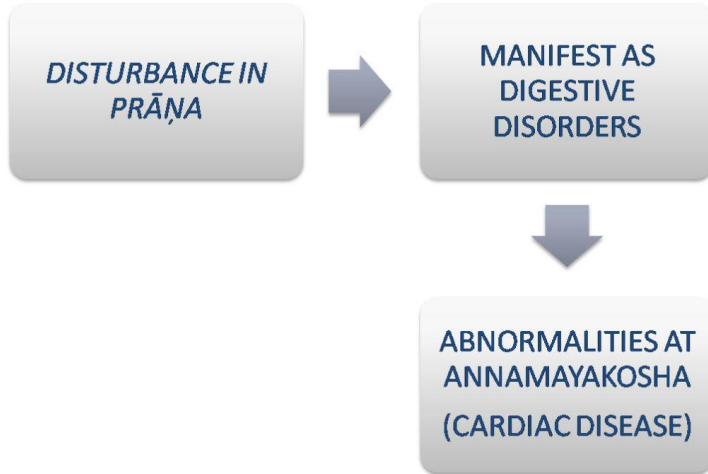 DISTURBANCE IN
PRĀṆA
MANIFEST AS
DIGESTIVE
DISORDERS
ABNORMALITIES AT
ANNAMAYAKOSHA
(CARDIAC DISEASE)